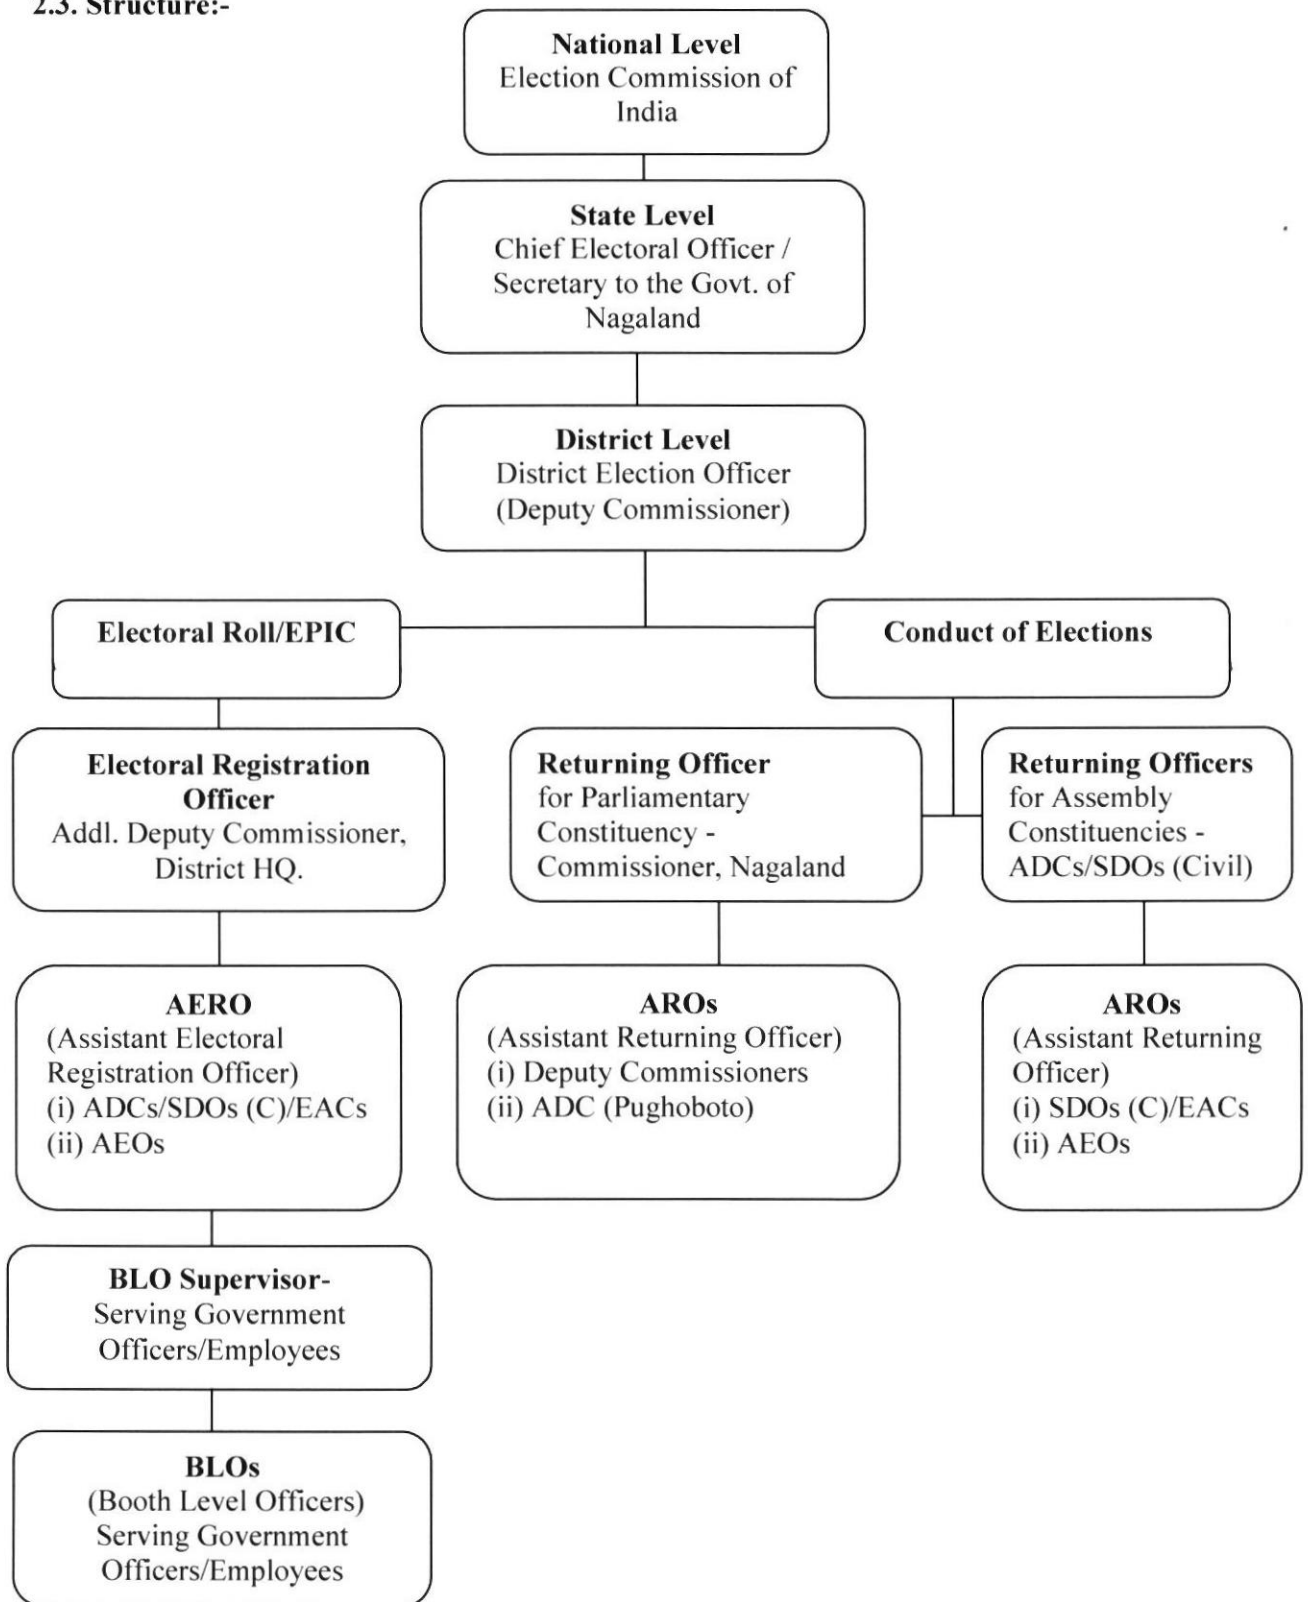 2.3. Structure:-
National Level
Election Commission of
India
State Level
Chief Electoral Officer /
Secretary to the Govt. of
Nagaland
District Level
District Election Officer
(Deputy Commissioner)
Electoral Roll/EPIC
Conduct of Elections
Electoral Registration
Officer
Addl. Deputy Commissioner,
District HQ.
Returning Officer
for Parliamentary
Constituency -
Commissioner, Nagaland
Returning Officers
for Assembly
Constituencies -
ADCs/SDOs (Civil)
AERO
(Assistant Electoral
Registration Officer)
(i) ADCs/SDOs (C)/EACs
(ii) AEOs
AROs
(Assistant Returning Officer)
(i) Deputy Commissioners
(ii) ADC (Pughoboto)
AROs
(Assistant Returning
Officer)
(i) SDOs (C)/EACs
(ii) AEOs
BLO Supervisor-
Serving Government
Officers/Employees
BLOs
(Booth Level Officers)
Serving Government
Officers/Employees